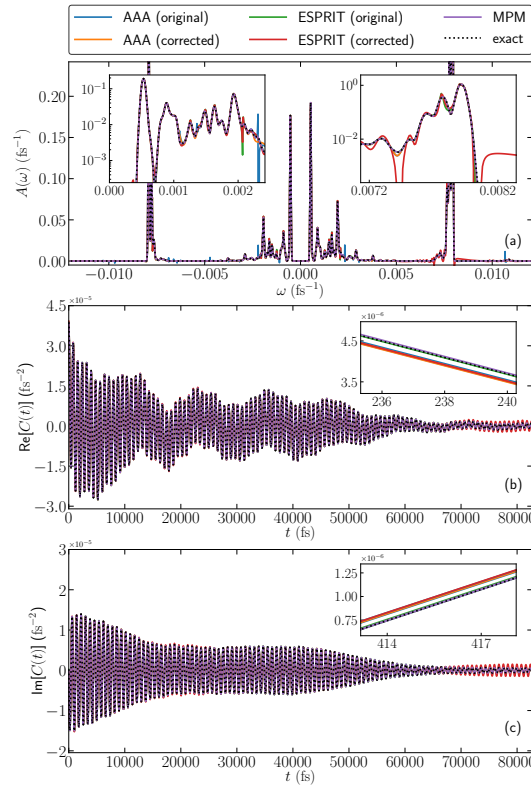 AAA (original) ESPRIT (original) MPM
AAA (corrected) ESPRIT (corrected) exact
A(ω) (fs⁻¹)
0.20
0.15
0.10
0.05
0.00
10⁻¹
10⁻²
10⁻³
0.000 0.001 0.002
10⁰
10⁻²
0.0072 0.0082
(a)
−0.010 −0.005 0.000 0.005 0.010
ω (fs⁻¹)
Re[C(t)] (fs⁻²)
×10⁻⁵
4.5
3.0
1.5
0.0
−1.5
−3.0
×10⁻⁶
4.5
3.5
236 238 240
(b)
0 10000 20000 30000 40000 50000 60000 70000 80000
t (fs)
Im[C(t)] (fs⁻²)
×10⁻⁵
3
2
1
0
−1
−2
×10⁻⁶
1.25
1.00
0.75
414 417
(c)
0 10000 20000 30000 40000 50000 60000 70000 80000
t (fs)